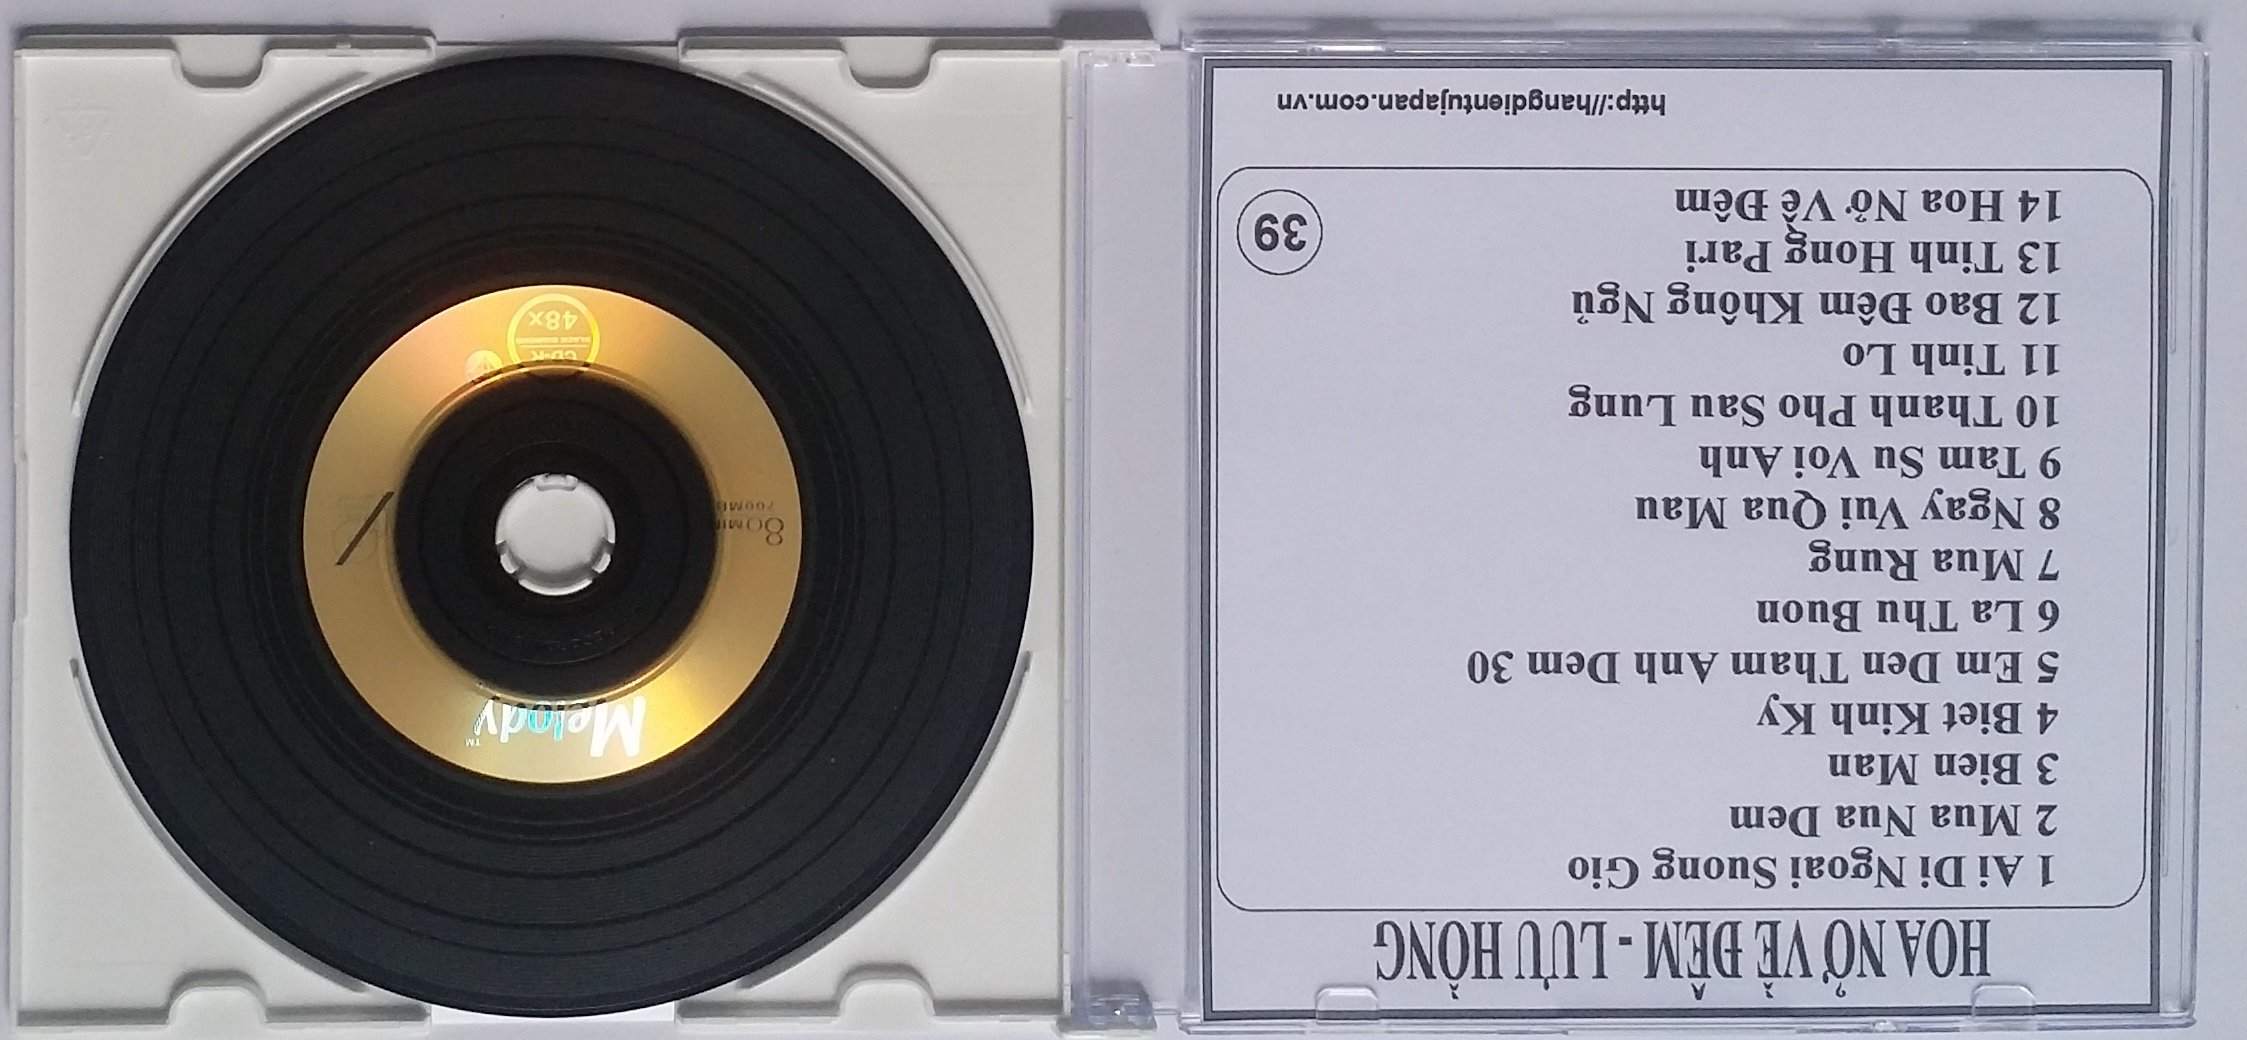 HOA NỞ VỀ ĐÊM - LƯU HỒNG
1 Ai Di Ngoai Suong Gio
2 Mua Nua Dem
3 Bien Man
4 Biet Kinh Ky
5 Em Den Tham Anh Dem 30
6 La Thu Buon
7 Mua Rung
8 Ngay Vui Qua Mau
9 Tam Su Voi Anh
10 Thanh Pho Sau Lung
11 Tinh Lo
12 Bao Đêm Không Ngủ
13 Tinh Hong Pari
14 Hoa Nở Về Đêm
39
http://hangdientujapan.com.vn
Melody™
80MIN
700MB
CD-R
48x